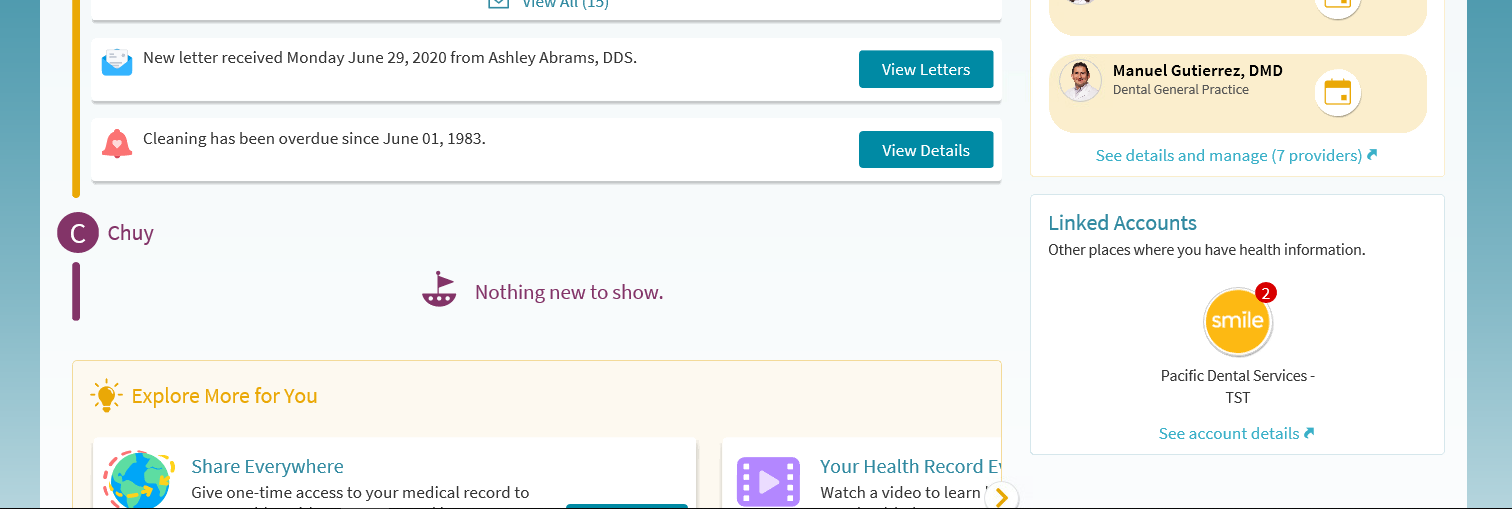 View All (15)
New letter received Monday June 29, 2020 from Ashley Abrams, DDS.
View Letters
Cleaning has been overdue since June 01, 1983.
View Details
C Chuy
Nothing new to show.
Explore More for You
Share Everywhere
Give one-time access to your medical record to
Your Health Record Ev
Watch a video to learn
Manuel Gutierrez, DMD
Dental General Practice
See details and manage (7 providers)
Linked Accounts
Other places where you have health information.
2
smile
Pacific Dental Services -
TST
See account details